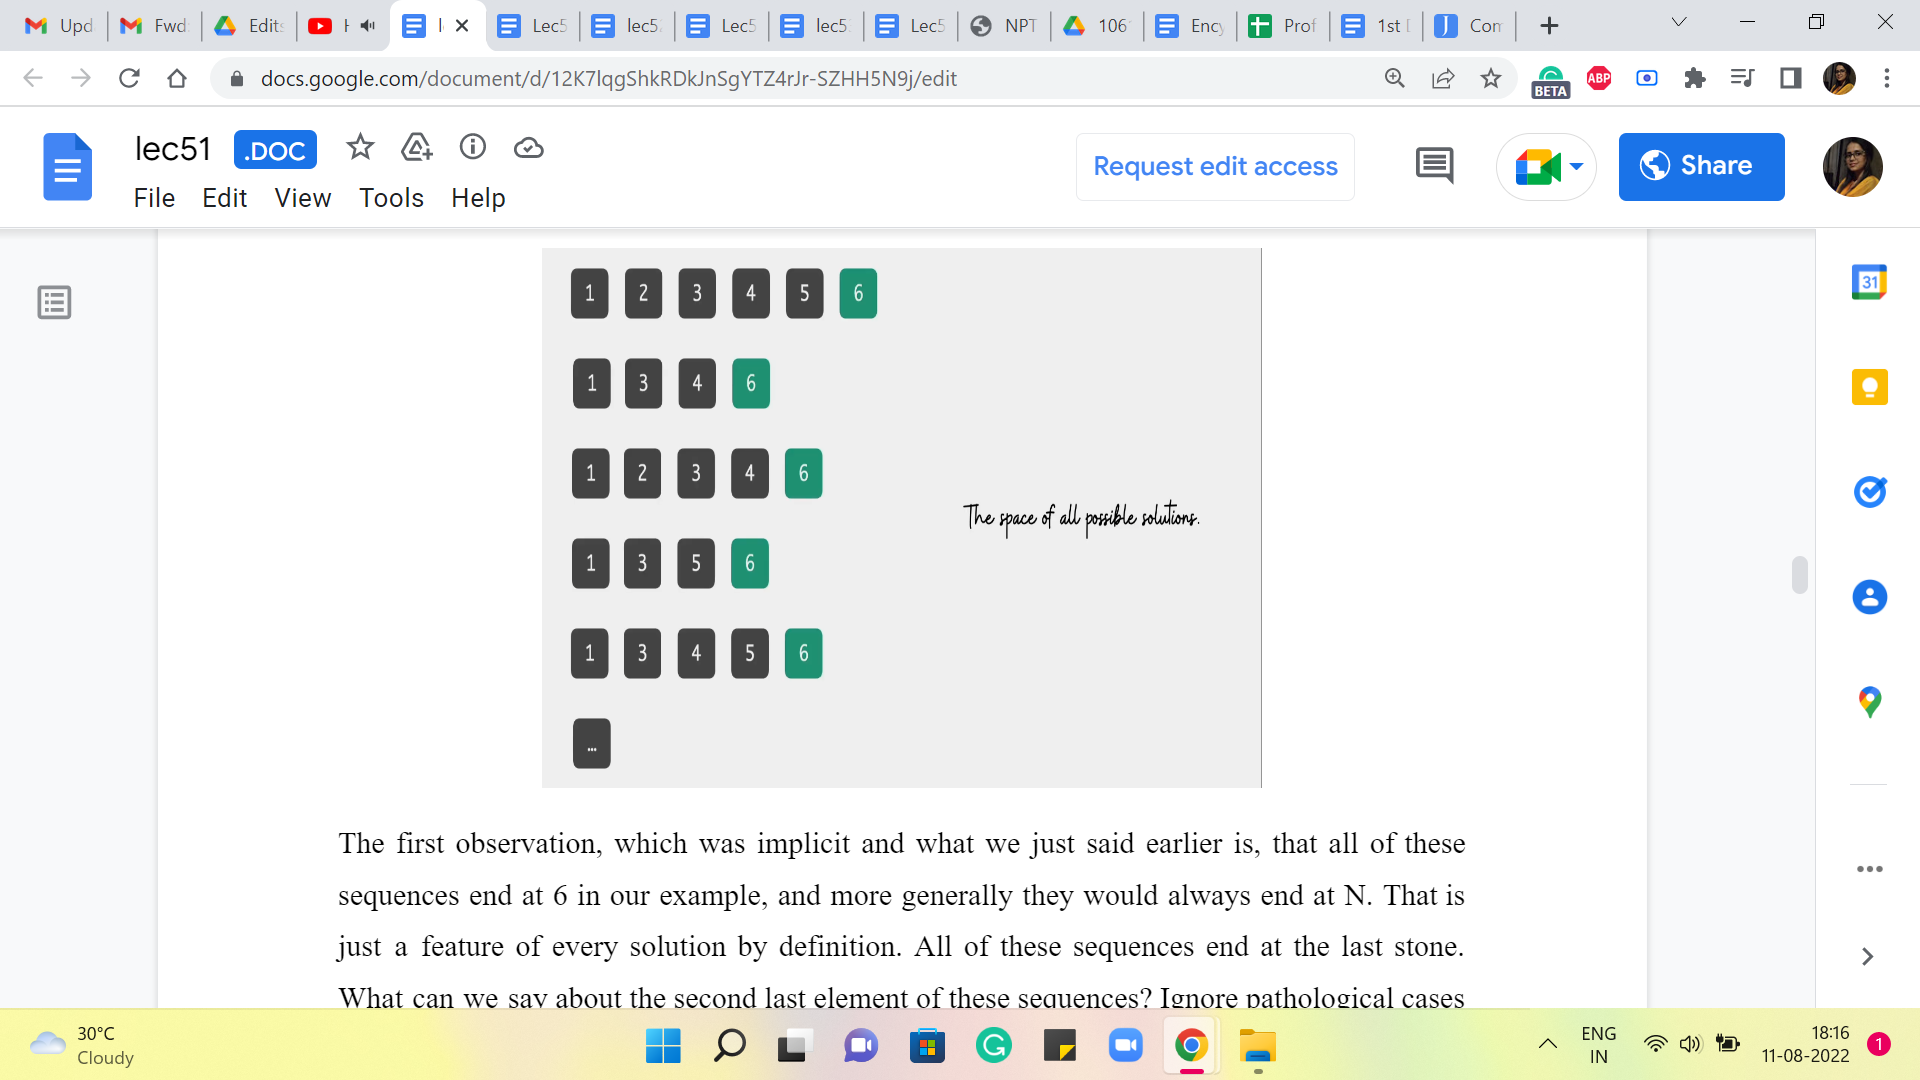 Upd
Fwd:
Edits
lec5
Lec5
lec5
NPT
106
Ency
Prof
1st
Con
docs.google.com/document/d/12K7lqgShkRDkJnSgYTZ4rJr-SZHH5N9j/edit
BETA
ABP
lec51 .DOC
File Edit View Tools Help
Request edit access
Share
31
1 2 3 4 5 6
1 3 4 6
1 2 3 4 6
The space of all possible solutions.
1 3 5 6
1 3 4 5 6
...
The first observation, which was implicit and what we just said earlier is, that all of these
sequences end at 6 in our example, and more generally they would always end at N. That is
just a feature of every solution by definition. All of these sequences end at the last stone.
What can we say about the second last element of these sequences? Ignore pathological cases
30°C
Cloudy
ENG
IN
18:16
11-08-2022
1